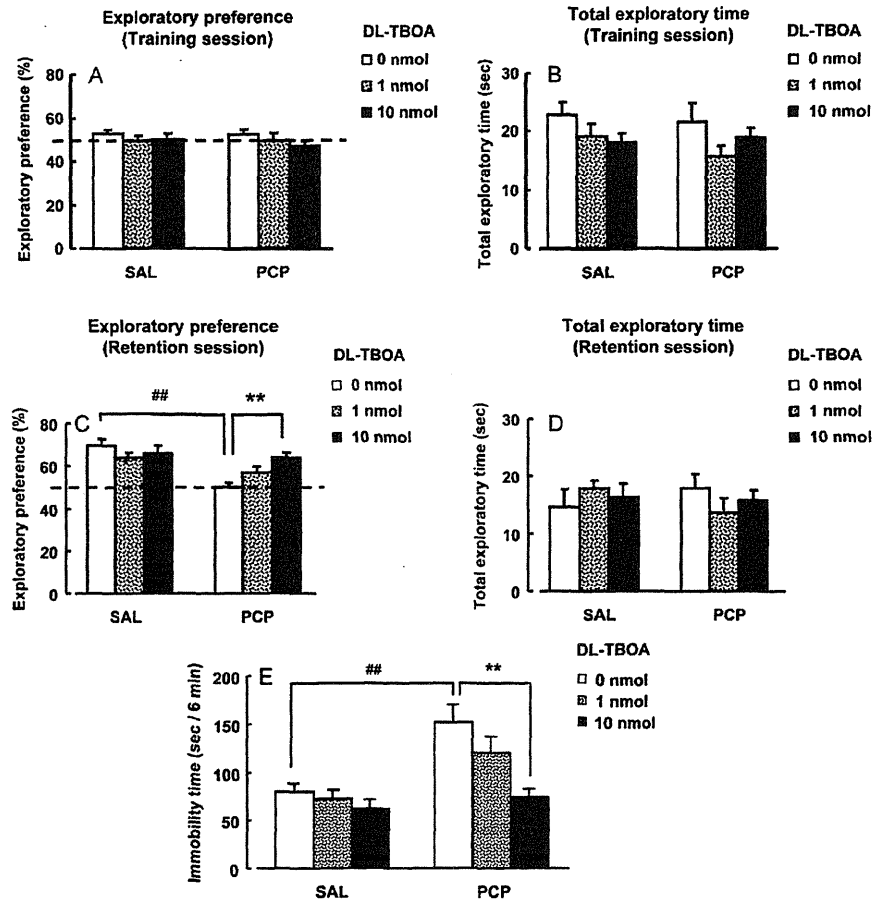 Exploratory preference
(Training session)
DL-TBOA
0 nmol
1 nmol
10 nmol
A
Exploratory preference (%)
80
60
40
20
0
SAL PCP
Total exploratory time
(Training session)
DL-TBOA
0 nmol
1 nmol
10 nmol
B
Total exploratory time (sec)
30
20
10
0
SAL PCP
Exploratory preference
(Retention session)
DL-TBOA
0 nmol
1 nmol
10 nmol
C
## **
Exploratory preference (%)
80
60
40
20
0
SAL PCP
Total exploratory time
(Retention session)
DL-TBOA
0 nmol
1 nmol
10 nmol
D
Total exploratory time (sec)
30
20
10
0
SAL PCP
DL-TBOA
0 nmol
1 nmol
10 nmol
E
## **
Immobility time (sec / 6 min)
200
150
100
50
0
SAL PCP